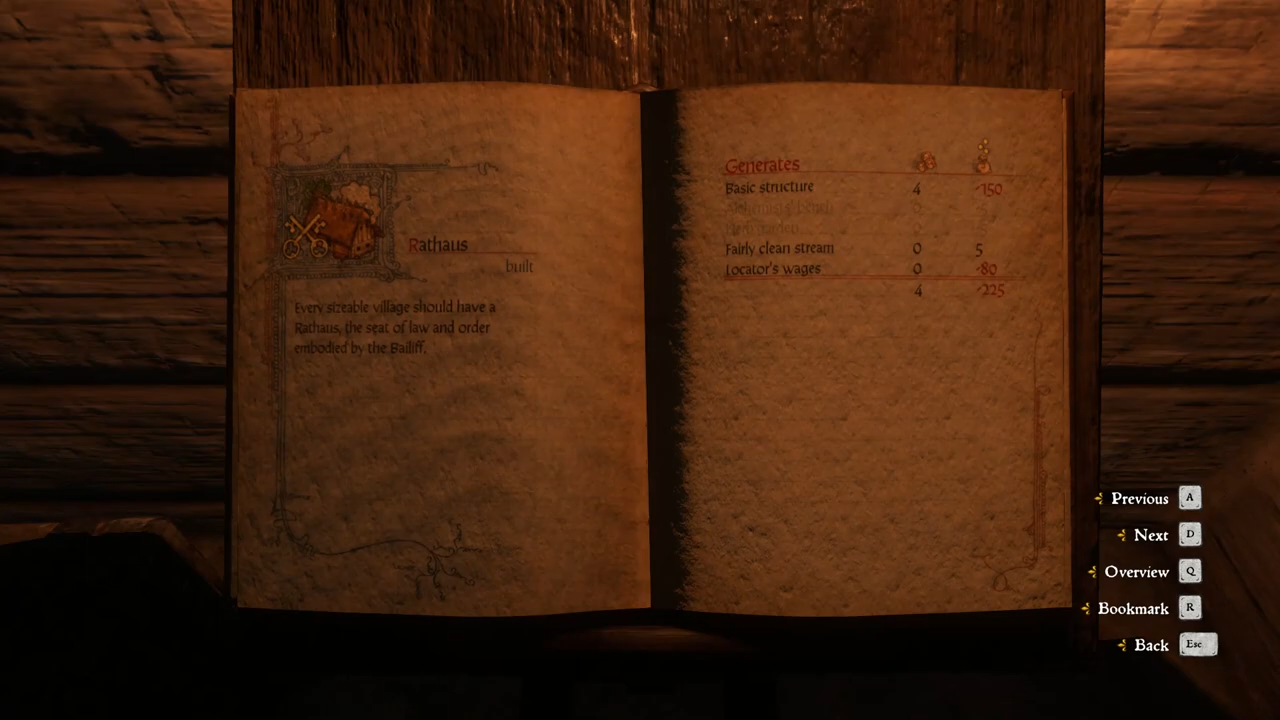 Rathaus
built
Every sizeable village should have a
Rathaus, the seat of law and order
embodied by the Bailiff.
Generates
Basic structure 4 -150
Fairly clean stream 0 5
Locator's wages 0 -80
4 -225
Previous A
Next D
Overview Q
Bookmark R
Back Esc